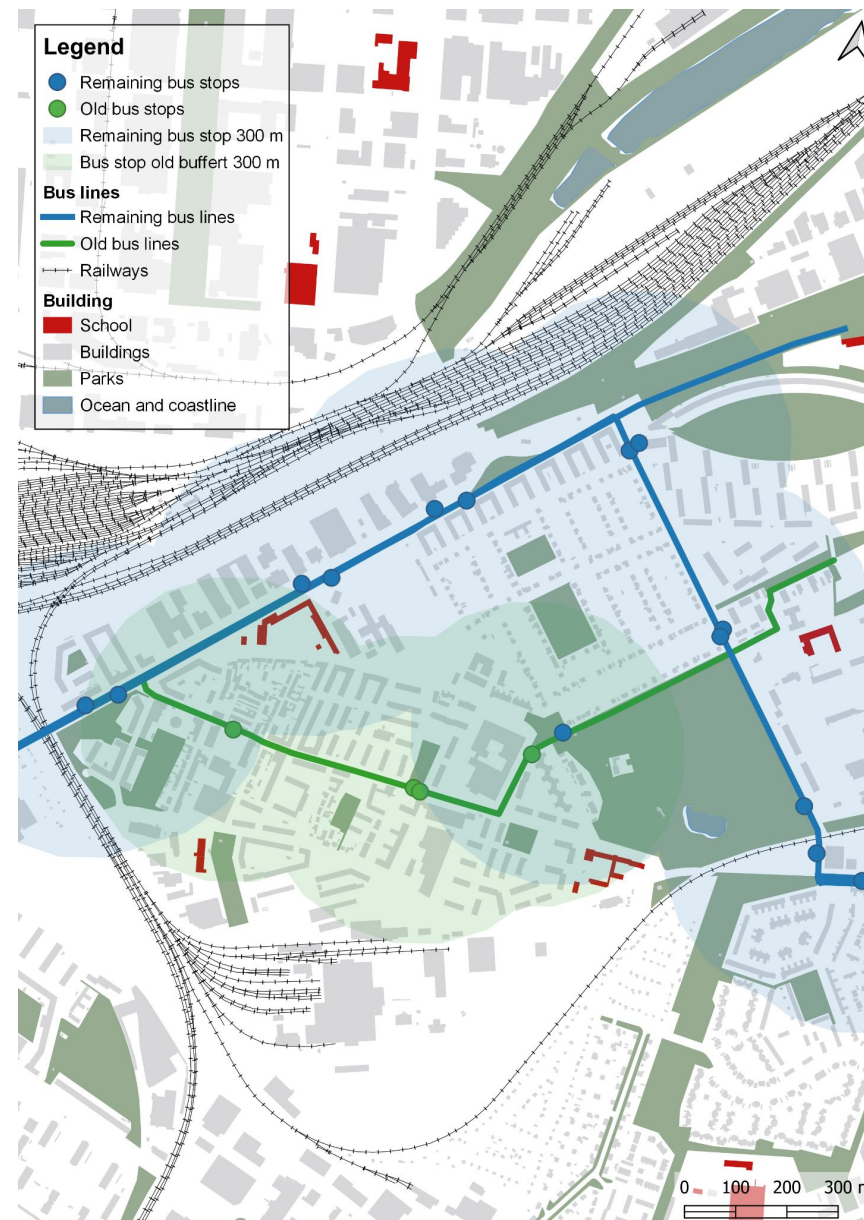 Legend
Remaining bus stops
Old bus stops
Remaining bus stop 300 m
Bus stop old buffert 300 m
Bus lines
Remaining bus lines
Old bus lines
Railways
Building
School
Buildings
Parks
Ocean and coastline
0 100 200 300 m